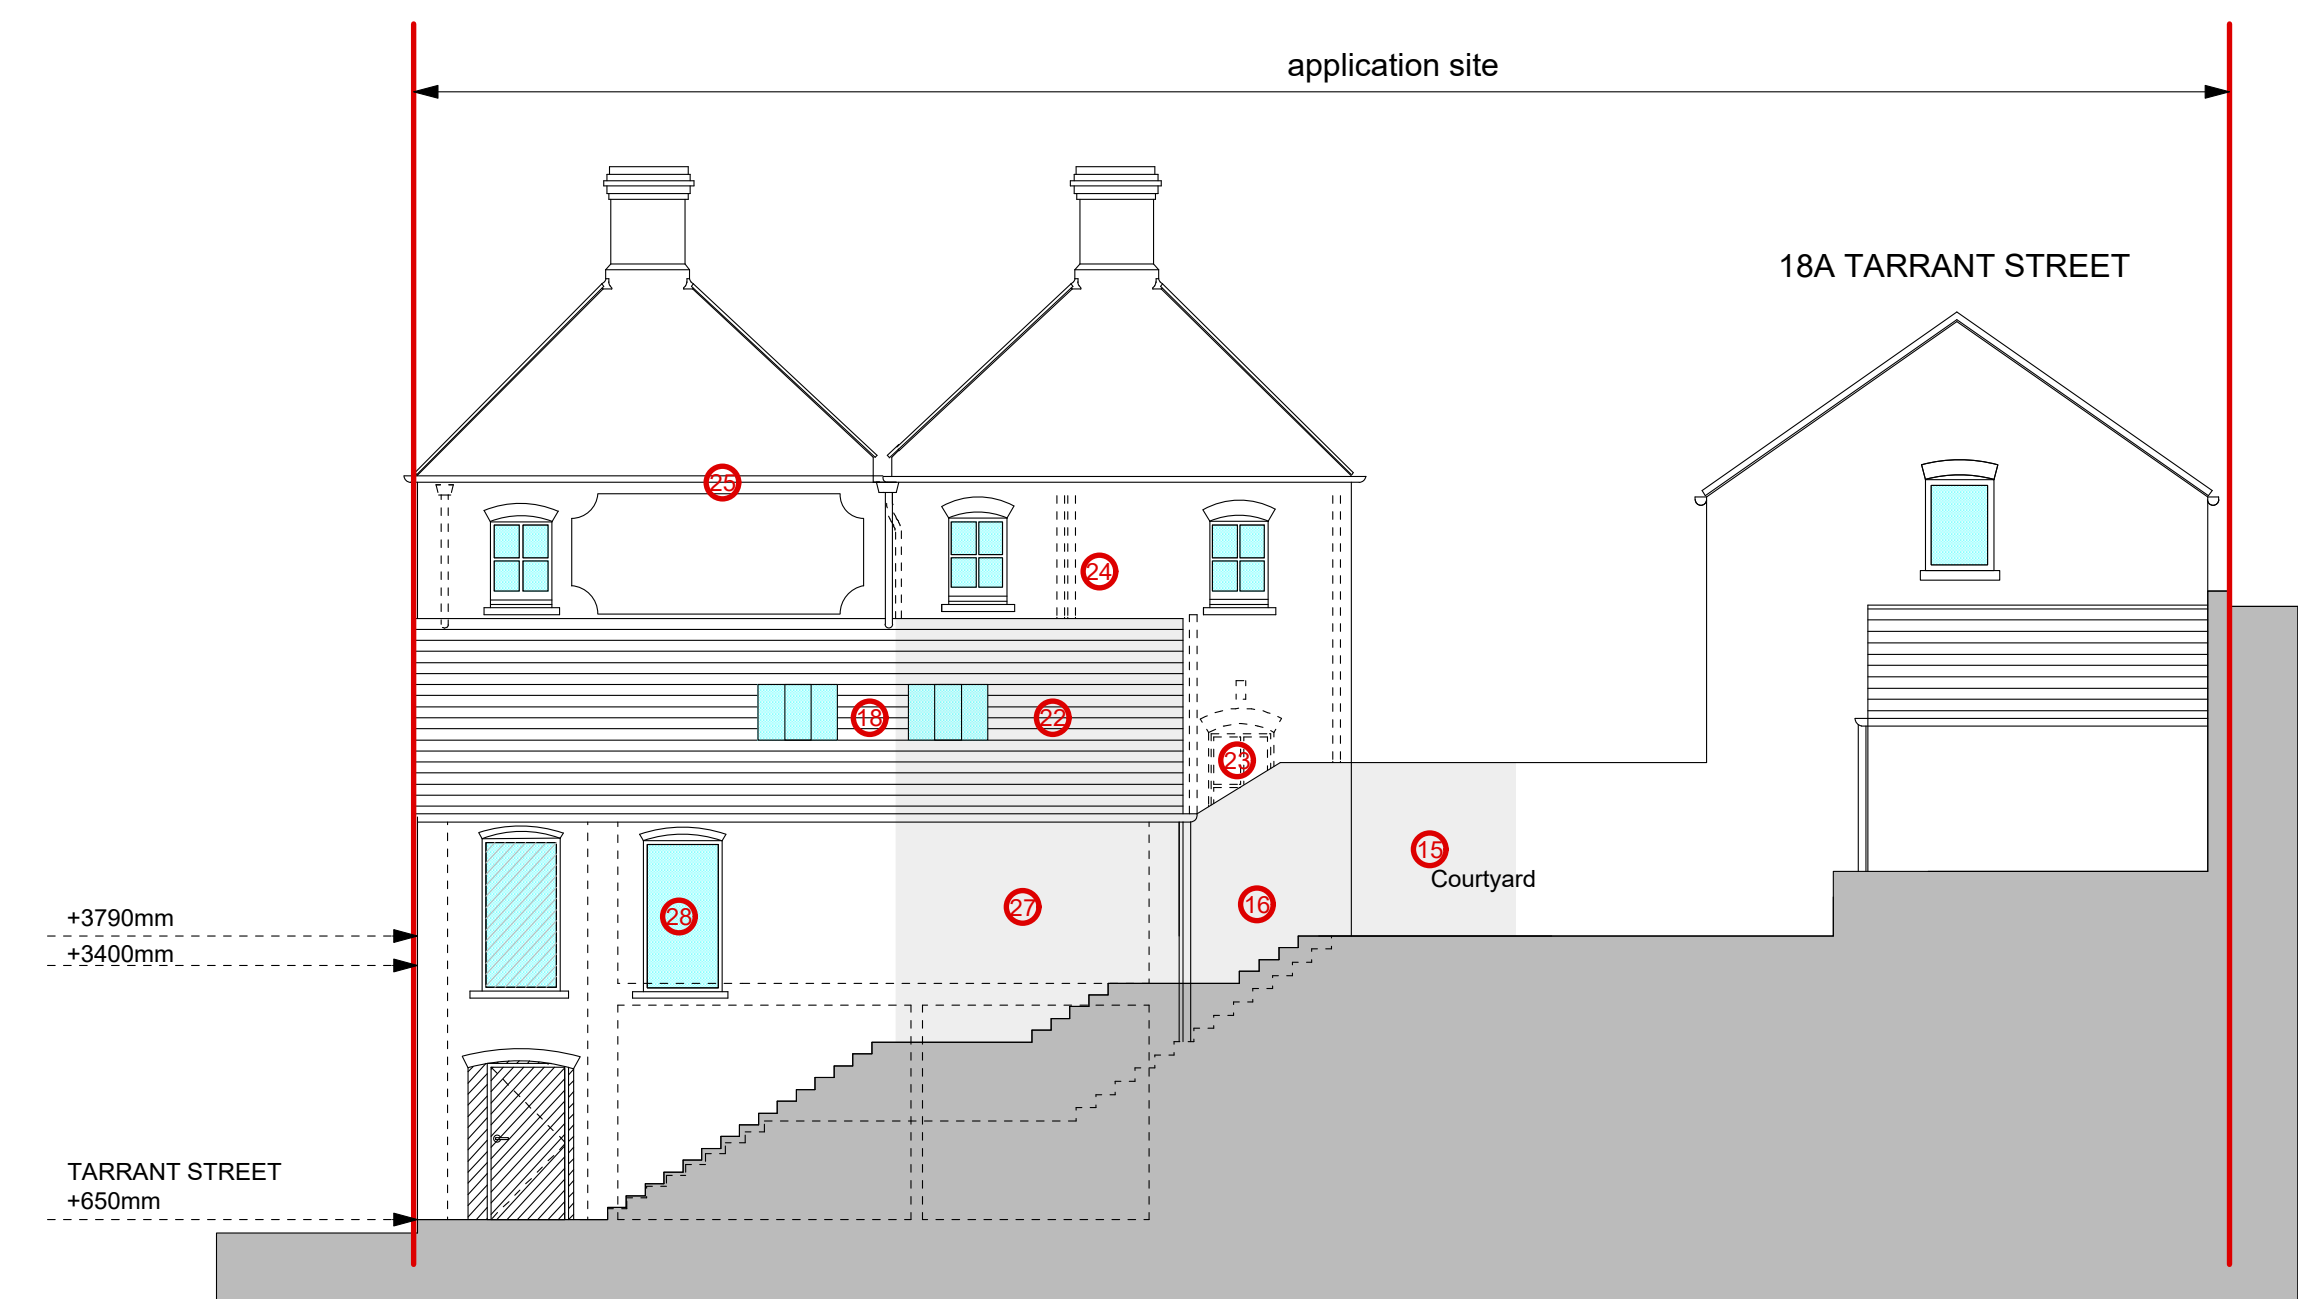 application site
18A TARRANT STREET
25
24
18
22
23
15
Courtyard
16
27
28
+3790mm
+3400mm
TARRANT STREET
+650mm